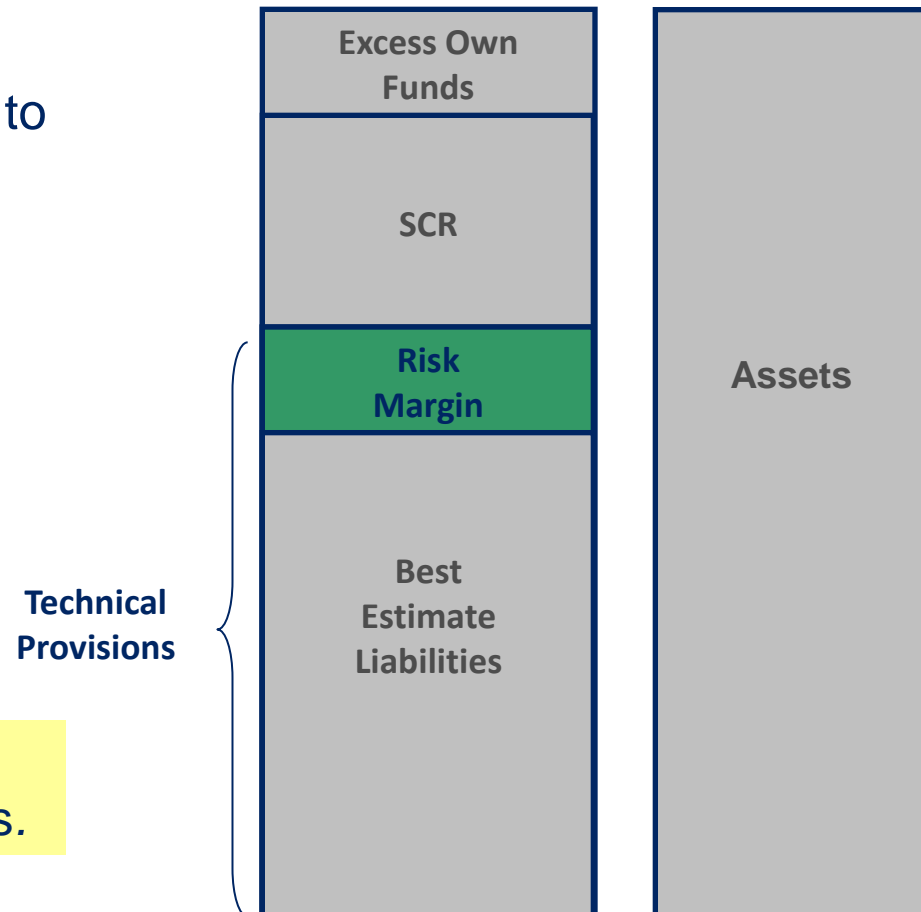 to
Excess Own
Funds
SCR
Risk
Margin
Assets
Best
Estimate
Liabilities
Technical
Provisions
s.